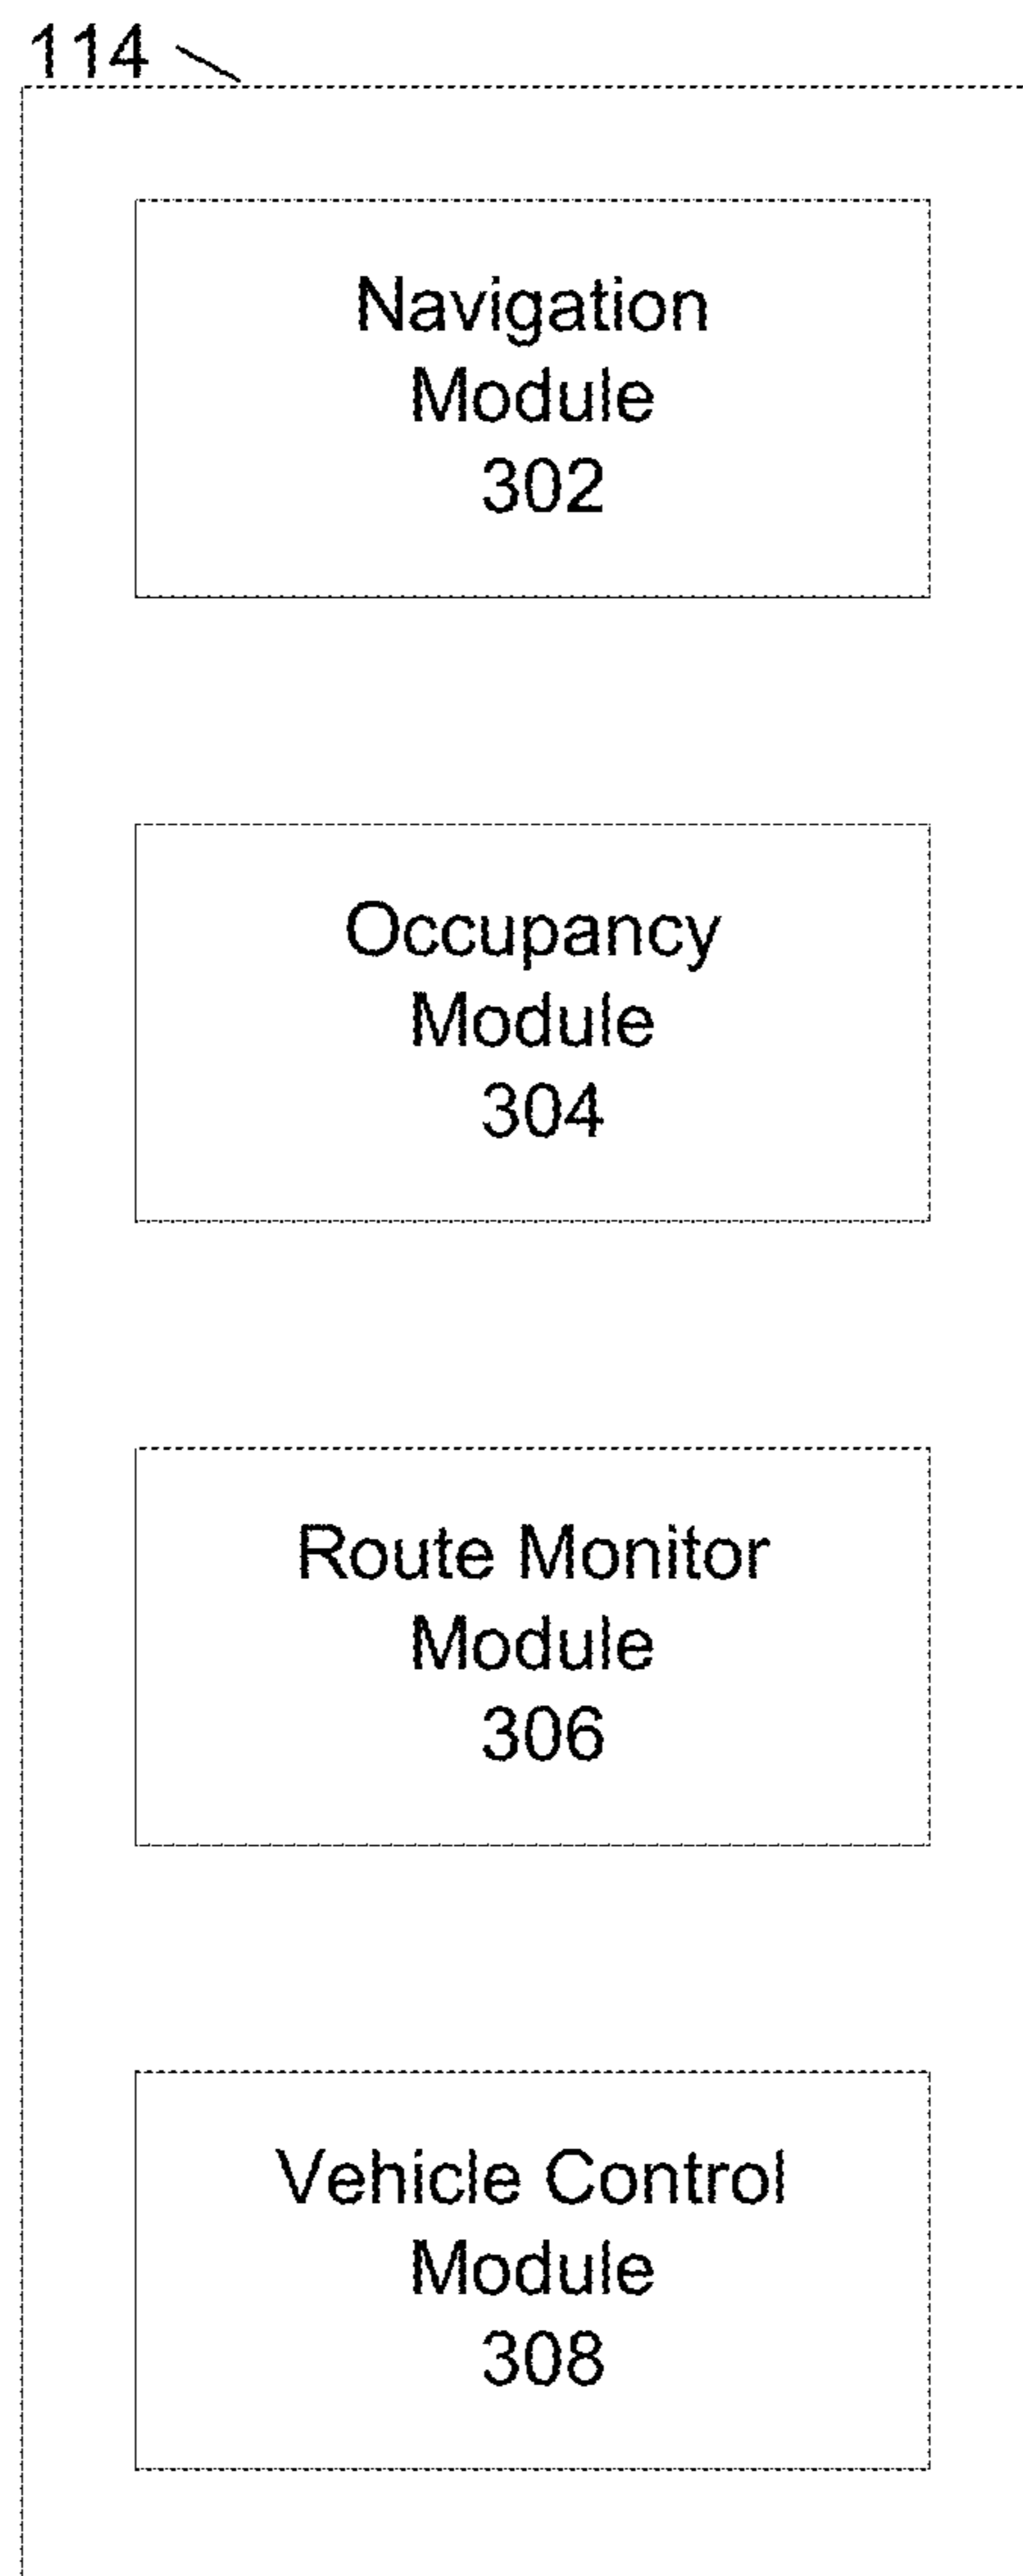 114
Navigation
Module
302
Occupancy
Module
304
Route Monitor
Module
306
Vehicle Control
Module
308